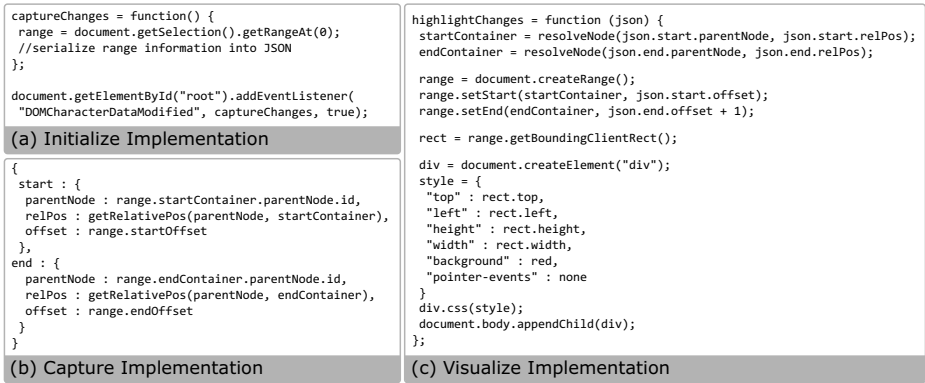 captureChanges = function() {
range = document.getSelection().getRangeAt(0);
//serialize range information into JSON
};
document.getElementById("root").addEventListener(
"DOMCharacterDataModified", captureChanges, true);
(a) Initialize Implementation
{
start : {
parentNode : range.startContainer.parentNode.id,
relPos : getRelativePos(parentNode, startContainer),
offset : range.startOffset
},
end : {
parentNode : range.endContainer.parentNode.id,
relPos : getRelativePos(parentNode, endContainer),
offset : range.endOffset
}
}
(b) Capture Implementation
highlightChanges = function (json) {
startContainer = resolveNode(json.start.parentNode, json.start.relPos);
endContainer = resolveNode(json.end.parentNode, json.end.relPos);
range = document.createRange();
range.setStart(startContainer, json.start.offset);
range.setEnd(endContainer, json.end.offset + 1);
rect = range.getBoundingClientRect();
div = document.createElement("div");
style = {
"top" : rect.top,
"left" : rect.left,
"height" : rect.height,
"width" : rect.width,
"background" : red,
"pointer-events" : none
}
div.css(style);
document.body.appendChild(div);
};
(c) Visualize Implementation